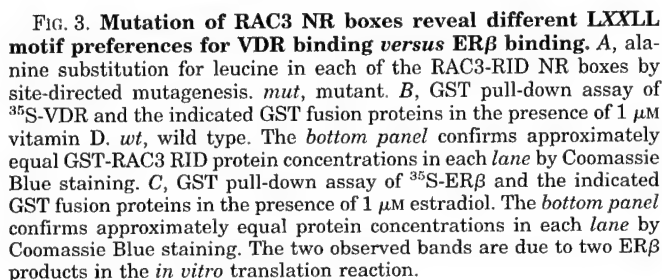 FIG. 3. Mutation of RAC3 NR boxes reveal different LXXLL
motif preferences for VDR binding versus ERβ binding. A, ala-
nine substitution for leucine in each of the RAC3-RID NR boxes by
site-directed mutagenesis. mut, mutant. B, GST pull-down assay of
³⁵S-VDR and the indicated GST fusion proteins in the presence of 1 μM
vitamin D. wt, wild type. The bottom panel confirms approximately
equal GST-RAC3 RID protein concentrations in each lane by Coomassie
Blue staining. C, GST pull-down assay of ³⁵S-ERβ and the indicated
GST fusion proteins in the presence of 1 μM estradiol. The bottom panel
confirms approximately equal protein concentrations in each lane by
Coomassie Blue staining. The two observed bands are due to two ERβ
products in the in vitro translation reaction.